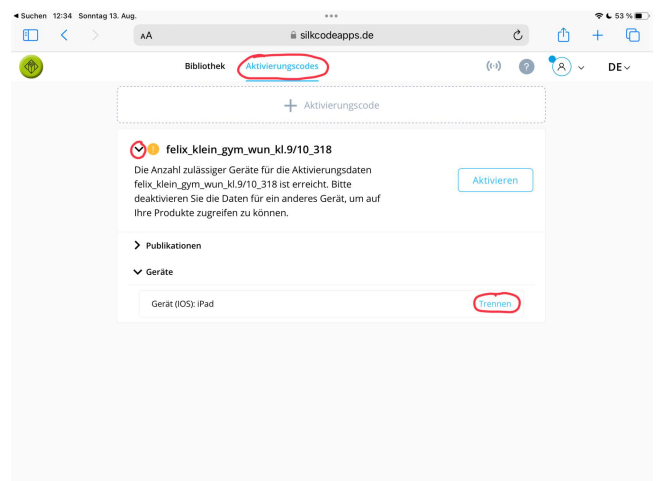 Suchen 12:34 Sonntag 13. Aug. 53 %
AA silkcodeapps.de
Bibliothek Aktivierungscodes ? DE
+ Aktivierungscode
felix_klein_gym_wun_kl.9/10_318
Die Anzahl zulässiger Geräte für die Aktivierungsdaten
felix_klein_gym_wun_kl.9/10_318 ist erreicht. Bitte
deaktivieren Sie die Daten für ein anderes Gerät, um auf
Ihre Produkte zugreifen zu können.
Aktivieren
Publikationen
Geräte
Gerät (IOS): iPad Trennen